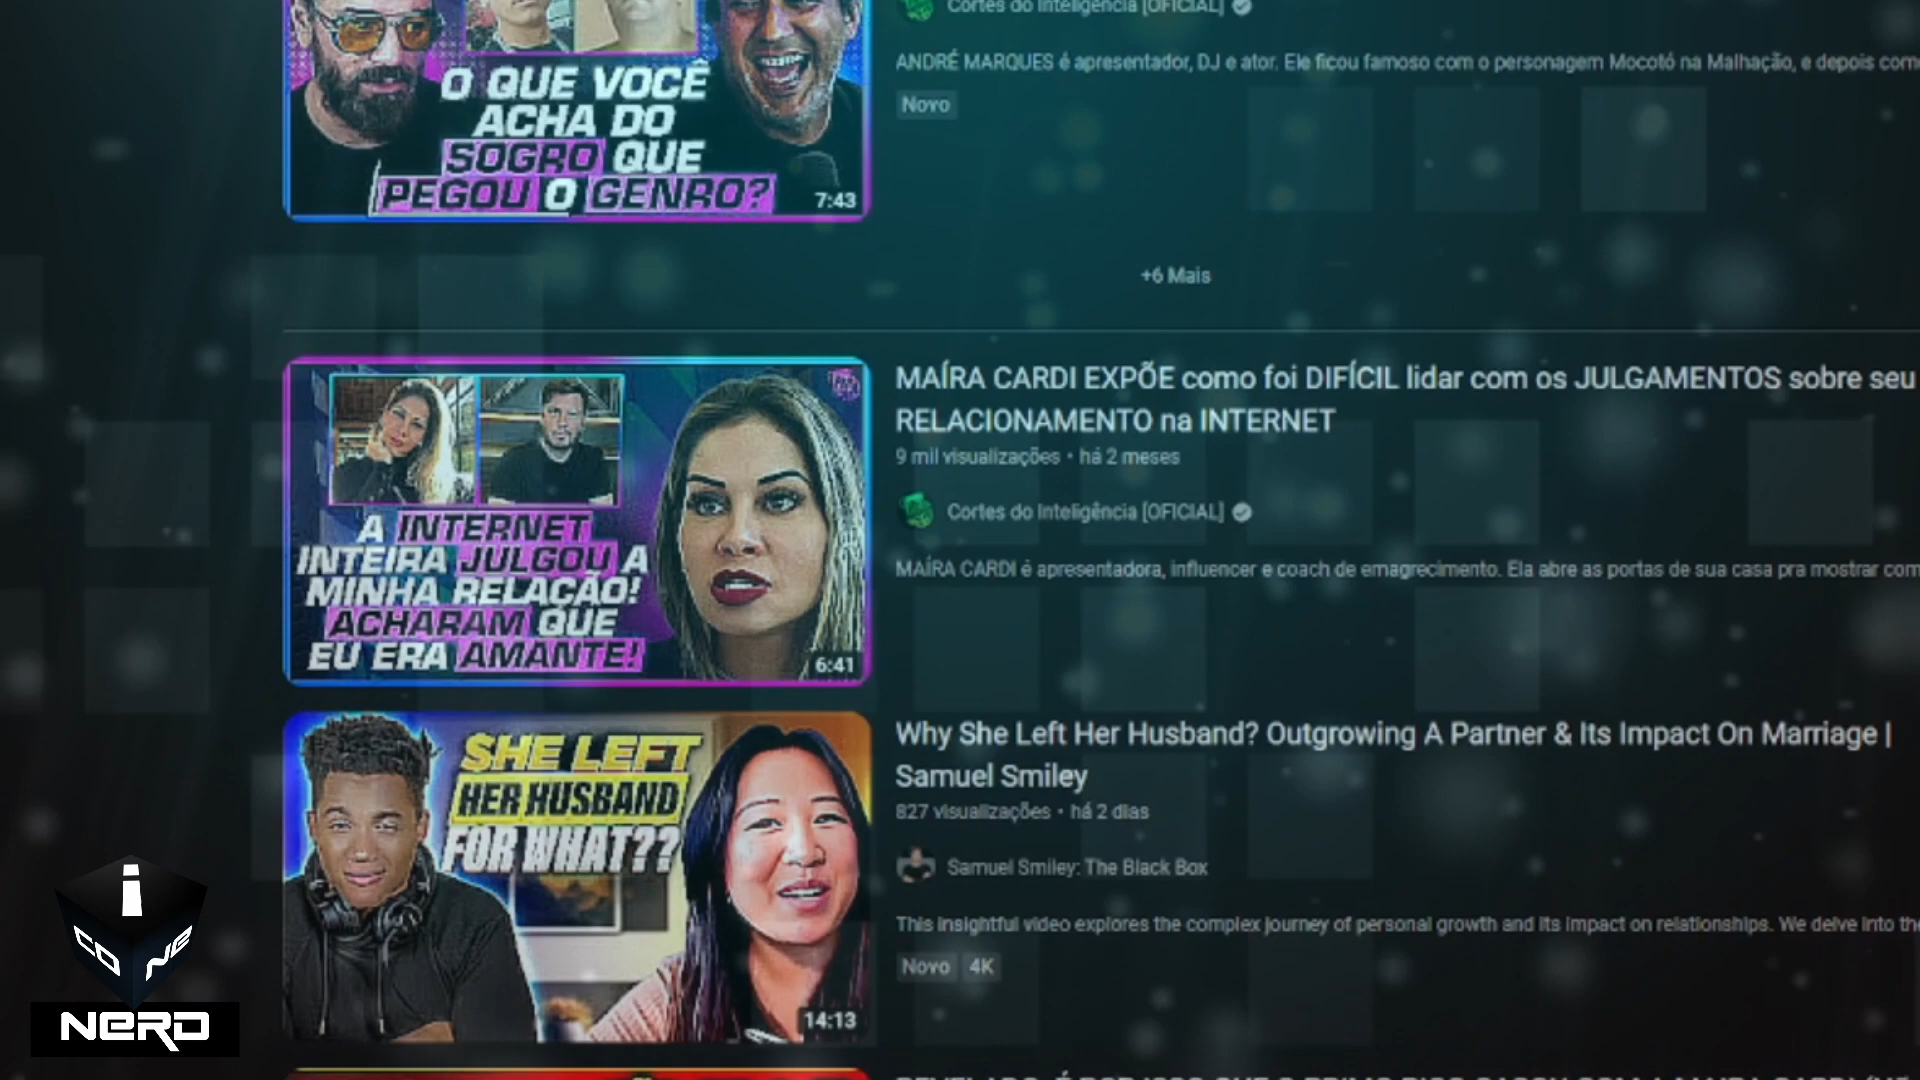 Cortes do Inteligência [OFICIAL]
ANDRÉ MARQUES é apresentador, DJ e ator. Ele ficou famoso com o personagem Mocotó na Malhação, e depois com
Novo
O QUE VOCÊ
ACHA DO
SOGRO QUE
PEGOU O GENRO?
7:43
+6 Mais
MAÍRA CARDI EXPÕE como foi DIFÍCIL lidar com os JULGAMENTOS sobre seu
RELACIONAMENTO na INTERNET
9 mil visualizações • há 2 meses
Cortes do Inteligência [OFICIAL]
MAÍRA CARDI é apresentadora, influencer e coach de emagrecimento. Ela abre as portas de sua casa pra mostrar com
A INTERNET
INTEIRA JULGOU A
MINHA RELAÇÃO!
ACHARAM QUE
EU ERA AMANTE!
6:41
Why She Left Her Husband? Outgrowing A Partner & Its Impact On Marriage |
Samuel Smiley
827 visualizações • há 2 dias
Samuel Smiley: The Black Box
This insightful video explores the complex journey of personal growth and its impact on relationships. We delve into the
Novo 4K
SHE LEFT
HER HUSBAND
FOR WHAT??
14:13
i
CO NE
NERD